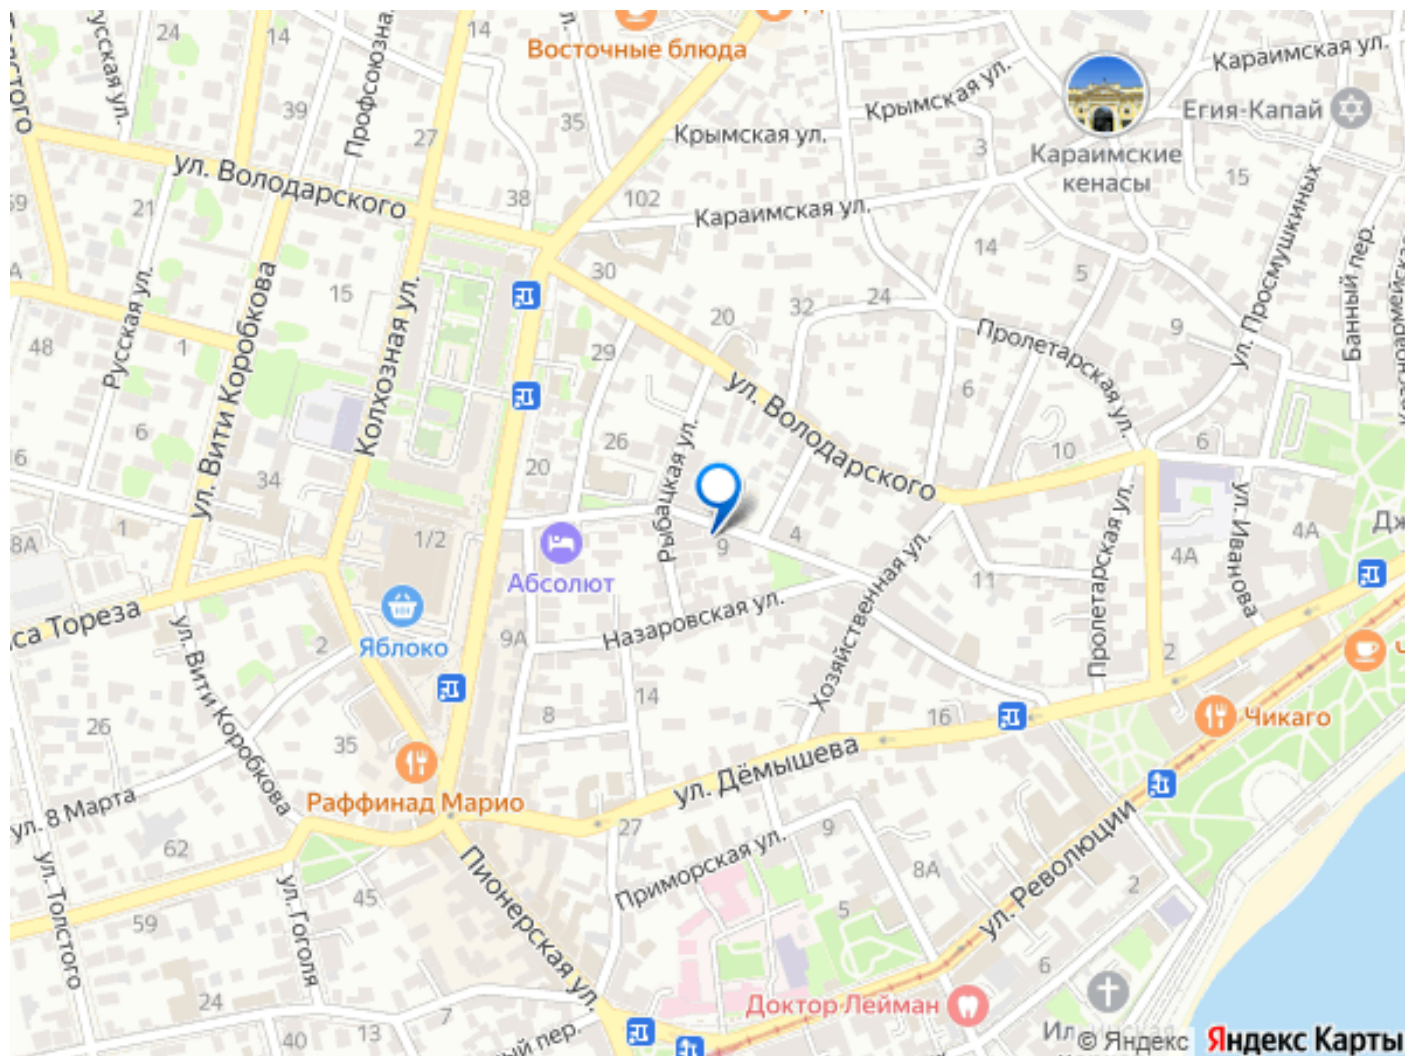 24
14
14
Профсоюзная
Восточные блюда
Караимская ул.
Крымская ул.
Егия-Капай
39
27
35
Крымская ул.
3
Караимские
кенасы
15
ул. Володарского
21
38
102
Караимская ул.
14
Банный пер.
ул. Просмушкиных
Русская ул.
15
30
5
24
32
20
9
48
1
29
Пролетарская ул.
ул. Вити Коробкова
Колхозная ул.
ул. Володарского
6
6
26
10
6
6
34
20
Рыбацкая ул.
ул. Иванова
8А
1
1/2
Абсолют
9
4
4А
4А
11
Хозяйственная ул.
Пролетарская ул.
са Тореза
Яблоко
9А
Назаровская ул.
2
2
ул. Вити Коробкова
14
26
35
8
16
Чикаго
Раффинад Марио
ул. Дёмышева
ул. 8 Марта
62
27
9
Приморская ул.
ул. Революции
ул. Толстого
45
ул. Гоголя
Пионерская ул.
8А
2
59
5
6
24
40
13
7
Доктор Лейман
© Яндекс
Яндекс Карты